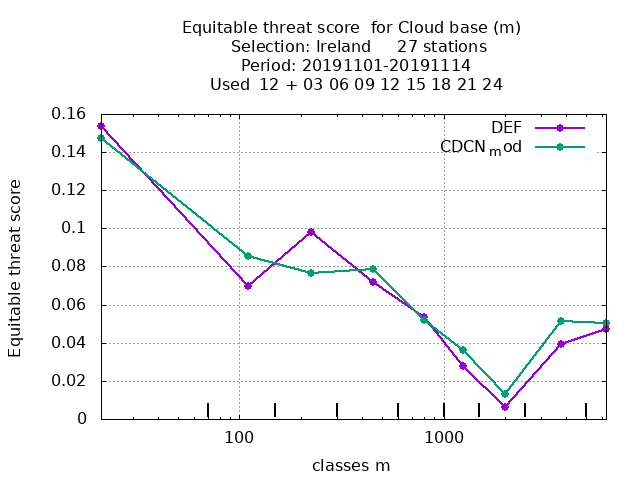 Equitable threat score  for Cloud base (m)
Selection: Ireland     27 stations
Period: 20191101-20191114
Used  12 + 03 06 09 12 15 18 21 24
DEF
CDCN_mod
Equitable threat score
0.16
0.14
0.12
0.1
0.08
0.06
0.04
0.02
0
100 1000
classes m